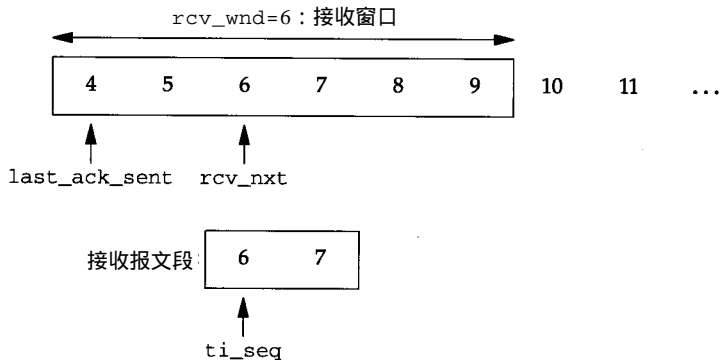 rcv_wnd=6：接收窗口
4 5 6 7 8 9 10 11 ...
last_ack_sent rcv_nxt
接收报文段 6 7
ti_seq